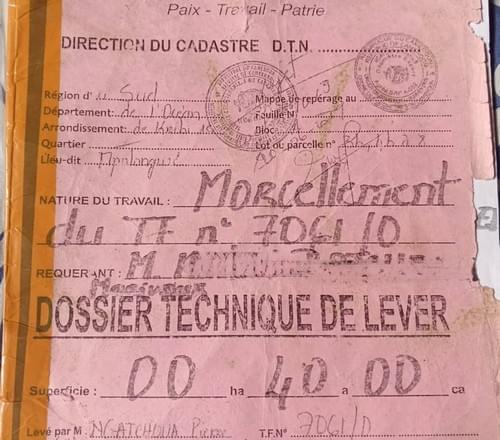 Paix - Travail - Patrie
DIRECTION DU CADASTRE D.T.N.
Région d'u Sud Mappe de repérage au
Département: de l'Océan Feuille N°
Arrondissement: de Kribi 1er Bloc
Quartier : Lot ou parcelle n°
Lieu-dit :
NATURE DU TRAVAIL : Morcellement
du TF n° 7061/O
REQUERANT : M.
DOSSIER TECHNIQUE DE LEVER
Superficie : 00 ha 40 a 00 ca
Levé par M NGATCHOUA Pierre T.F.N° 7061/O